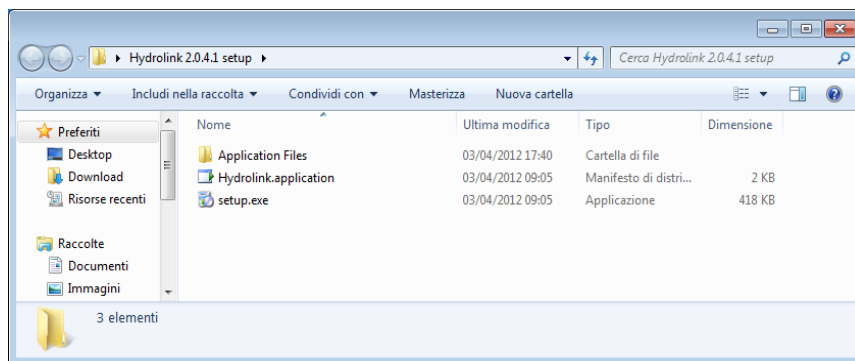 Hydrolink 2.0.4.1 setup
Cerca Hydrolink 2.0.4.1 setup
Organizza Includi nella raccolta Condividi con Masterizza Nuova cartella
Preferiti
Desktop
Download
Risorse recenti
Raccolte
Documenti
Immagini
Nome Ultima modifica Tipo Dimensione
Application Files 03/04/2012 17:40 Cartella di file
Hydrolink.application 03/04/2012 09:05 Manifesto di distri... 2 KB
setup.exe 03/04/2012 09:05 Applicazione 418 KB
3 elementi